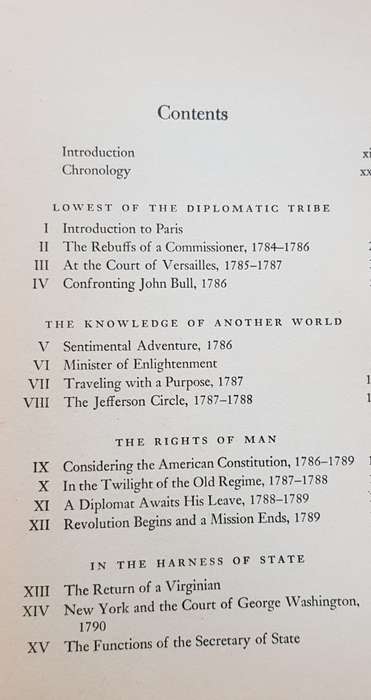 Contents
Introduction xi
Chronology xx
LOWEST OF THE DIPLOMATIC TRIBE
I Introduction to Paris
II The Rebuffs of a Commissioner, 1784–1786
III At the Court of Versailles, 1785–1787
IV Confronting John Bull, 1786
THE KNOWLEDGE OF ANOTHER WORLD
V Sentimental Adventure, 1786
VI Minister of Enlightenment
VII Traveling with a Purpose, 1787 1
VIII The Jefferson Circle, 1787–1788 1
THE RIGHTS OF MAN
IX Considering the American Constitution, 1786–1789
X In the Twilight of the Old Regime, 1787–1788
XI A Diplomat Awaits His Leave, 1788–1789
XII Revolution Begins and a Mission Ends, 1789
IN THE HARNESS OF STATE
XIII The Return of a Virginian
XIV New York and the Court of George Washington,
1790
XV The Functions of the Secretary of State